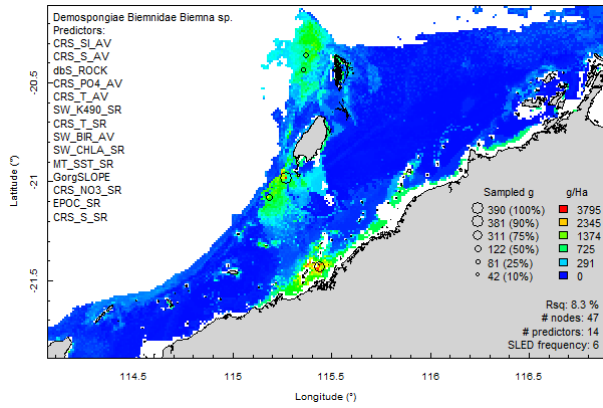 Demospongiae Biemnidae Biemna sp.
Predictors:
CRS_SI_AV
CRS_S_AV
dbS_ROCK
CRS_PO4_AV
CRS_T_AV
SW_K490_SR
CRS_T_SR
SW_BIR_AV
SW_CHLA_SR
MT_SST_SR
GorgSLOPE
CRS_NO3_SR
EPOC_SR
CRS_S_SR
20.5
21
21.5
Latitude (°)
Sampled g
390 (100%)
381 (90%)
311 (75%)
122 (50%)
81 (25%)
42 (10%)
g/Ha
3795
2345
1374
725
291
0
Rsq: 8.3 %
# nodes: 47
# predictors: 14
SLED frequency: 6
114.5 115 115.5 116 116.5
Longitude (°)